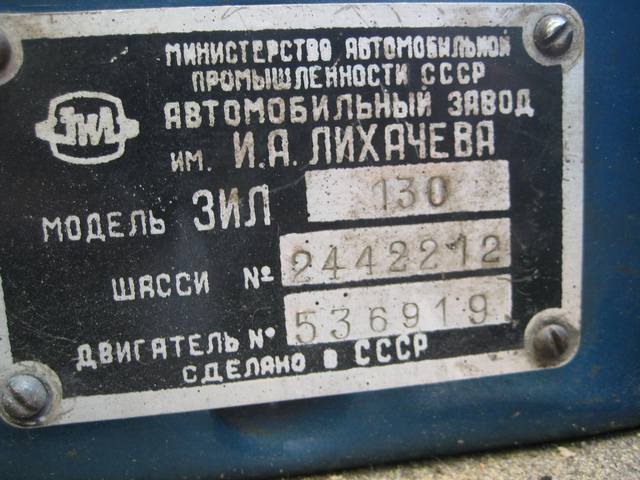 МИНИСТЕРСТВО АВТОМОБИЛЬНОЙ
ПРОМЫШЛЕННОСТИ СССР
ЗИЛ
АВТОМОБИЛЬНЫЙ ЗАВОД
ИМ. И.А. ЛИХАЧЕВА
МОДЕЛЬ ЗИЛ 130
ШАССИ № 2442212
ДВИГАТЕЛЬ № 536919
СДЕЛАНО В СССР